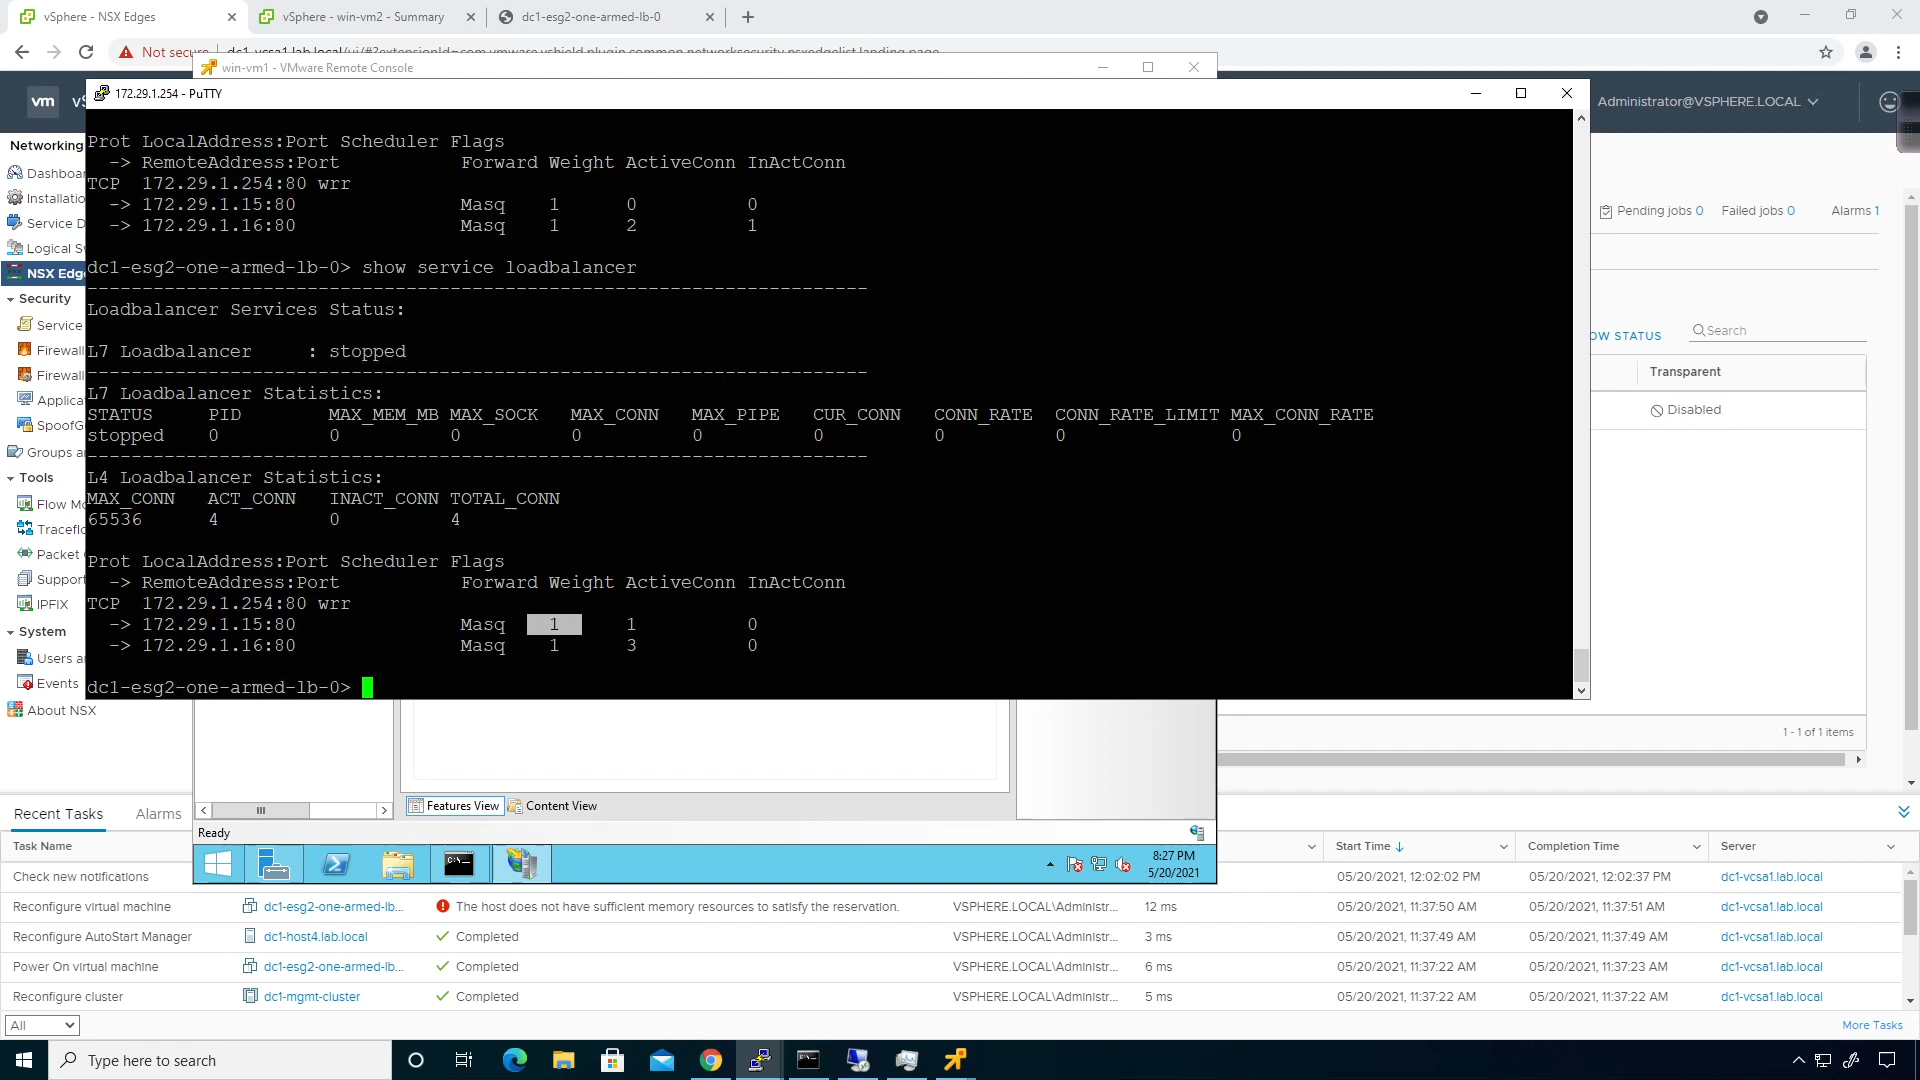 vSphere - NSX Edges
vSphere - win-vm2 - Summary
dc1-esg2-one-armed-lb-0
Not secure
dc1-vcsa1.lab.local/ui/#?extensionId=com.vmware.vshield.plugin.common.networksecurity.nsxedgelist.landing.page
win-vm1 - VMware Remote Console
172.29.1.254 - PuTTY
vm
Administrator@VSPHERE.LOCAL
Networking
Prot LocalAddress:Port Scheduler Flags
-> RemoteAddress:Port Forward Weight ActiveConn InActConn
TCP 172.29.1.254:80 wrr
-> 172.29.1.15:80 Masq 1 0 0
-> 172.29.1.16:80 Masq 1 2 1
dc1-esg2-one-armed-lb-0> show service loadbalancer
-----------------------------------------------------------------------
Loadbalancer Services Status:
L7 Loadbalancer : stopped
-----------------------------------------------------------------------
L7 Loadbalancer Statistics:
STATUS PID MAX_MEM_MB MAX_SOCK MAX_CONN MAX_PIPE CUR_CONN CONN_RATE CONN_RATE_LIMIT MAX_CONN_RATE
stopped 0 0 0 0 0 0 0 0 0
-----------------------------------------------------------------------
L4 Loadbalancer Statistics:
MAX_CONN ACT_CONN INACT_CONN TOTAL_CONN
65536 4 0 4
Prot LocalAddress:Port Scheduler Flags
-> RemoteAddress:Port Forward Weight ActiveConn InActConn
TCP 172.29.1.254:80 wrr
-> 172.29.1.15:80 Masq 1 1 0
-> 172.29.1.16:80 Masq 1 3 0
dc1-esg2-one-armed-lb-0>
Dashboa
Installatio
Service D
Logical S
NSX Edg
Security
Service
Firewall
Firewall
Applica
SpoofG
Groups a
Tools
Flow Mo
Traceflo
Packet
Support
IPFIX
System
Users a
Events
About NSX
Pending jobs 0 Failed jobs 0 Alarms 1
OW STATUS
Search
Transparent
Disabled
1 - 1 of 1 items
Features View
Content View
Ready
8:27 PM
5/20/2021
Recent Tasks Alarms
Task Name Start Time Completion Time Server
Check new notifications 05/20/2021, 12:02:02 PM 05/20/2021, 12:02:37 PM dc1-vcsa1.lab.local
Reconfigure virtual machine dc1-esg2-one-armed-lb... The host does not have sufficient memory resources to satisfy the reservation. VSPHERE.LOCAL\Administr... 12 ms 05/20/2021, 11:37:50 AM 05/20/2021, 11:37:51 AM dc1-vcsa1.lab.local
Reconfigure AutoStart Manager dc1-host4.lab.local Completed VSPHERE.LOCAL\Administr... 3 ms 05/20/2021, 11:37:49 AM 05/20/2021, 11:37:49 AM dc1-vcsa1.lab.local
Power On virtual machine dc1-esg2-one-armed-lb... Completed VSPHERE.LOCAL\Administr... 6 ms 05/20/2021, 11:37:22 AM 05/20/2021, 11:37:23 AM dc1-vcsa1.lab.local
Reconfigure cluster dc1-mgmt-cluster Completed VSPHERE.LOCAL\Administr... 5 ms 05/20/2021, 11:37:22 AM 05/20/2021, 11:37:22 AM dc1-vcsa1.lab.local
All
More Tasks
Type here to search